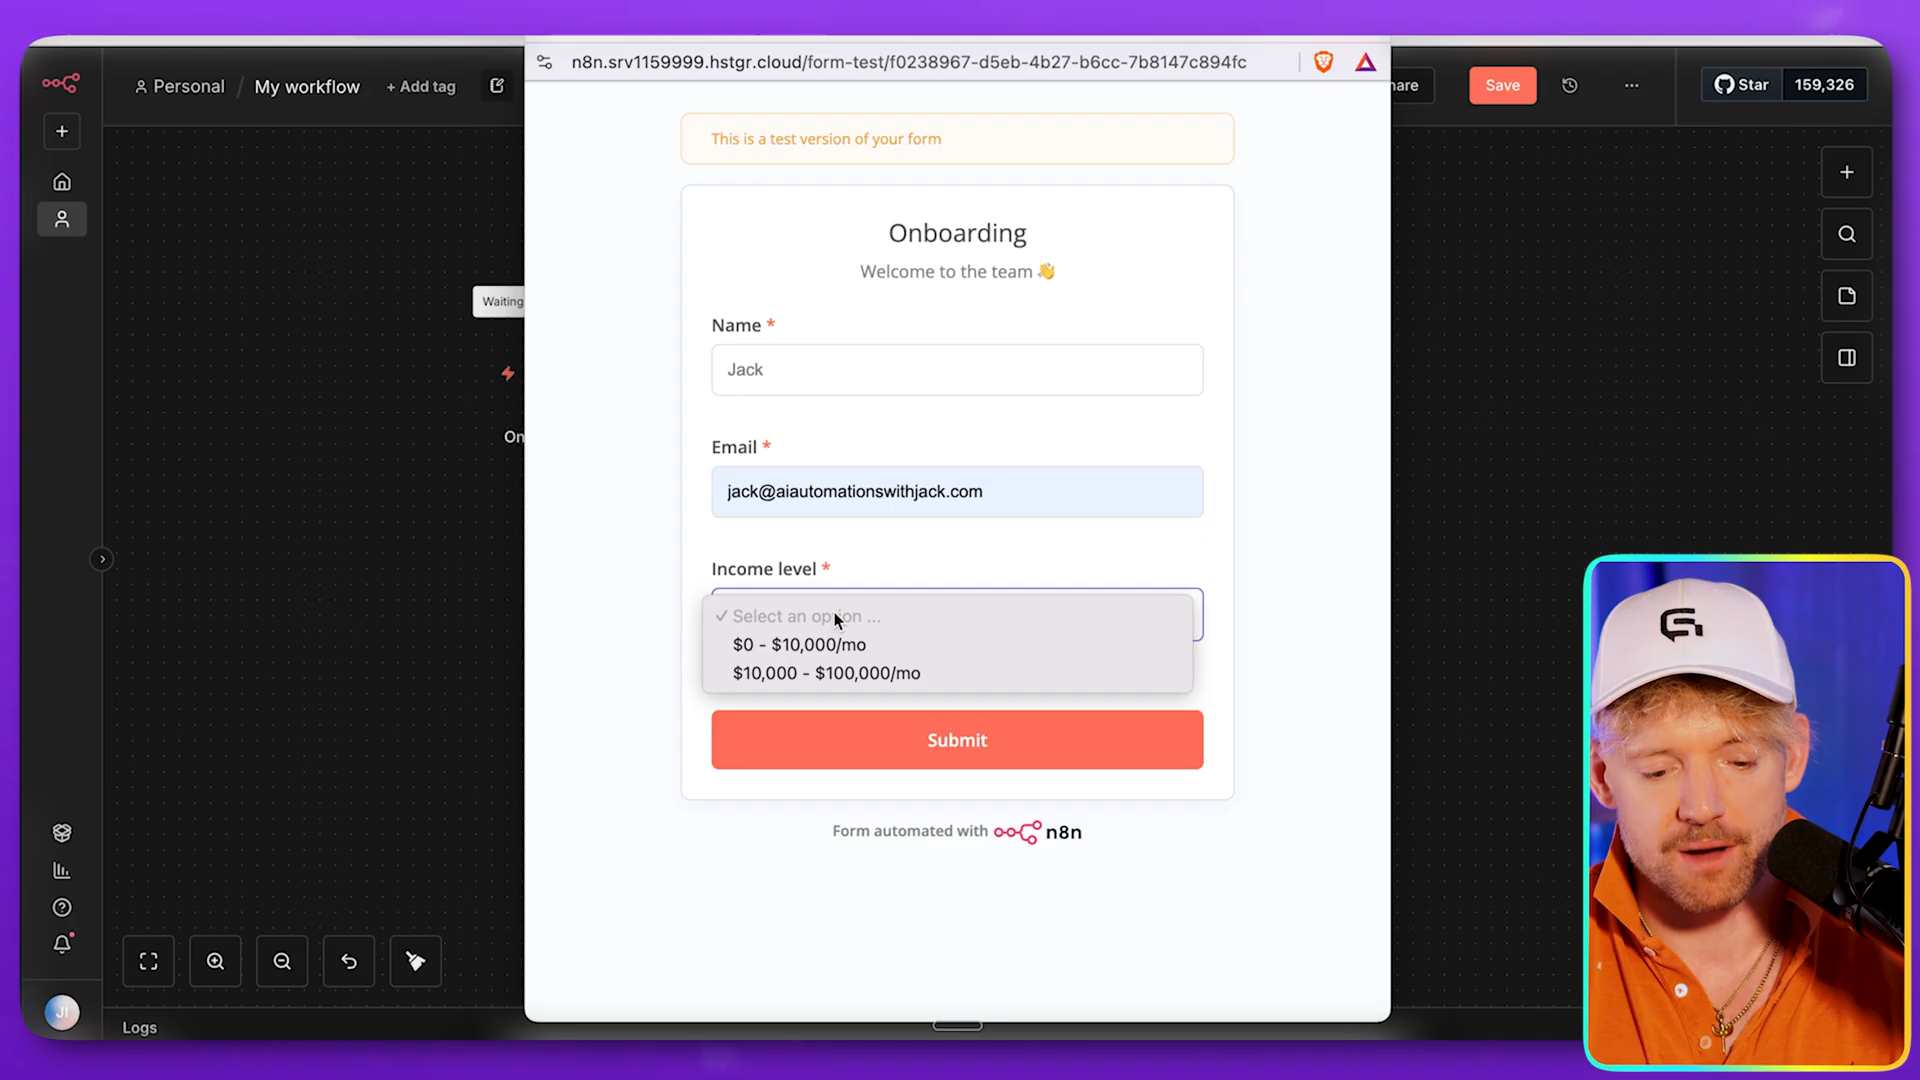 n8n.srv1159999.hstgr.cloud/form-test/f0238967-d5eb-4b27-b6cc-7b8147c894fc
Personal / My workflow + Add tag
hare
Save
Star 159,326
This is a test version of your form
Onboarding
Welcome to the team 👋
Waiting
Name *
Jack
On
Email *
jack@aiautomationswithjack.com
Income level *
✓ Select an option ...
$0 - $10,000/mo
$10,000 - $100,000/mo
Submit
Form automated with n8n
JI
Logs